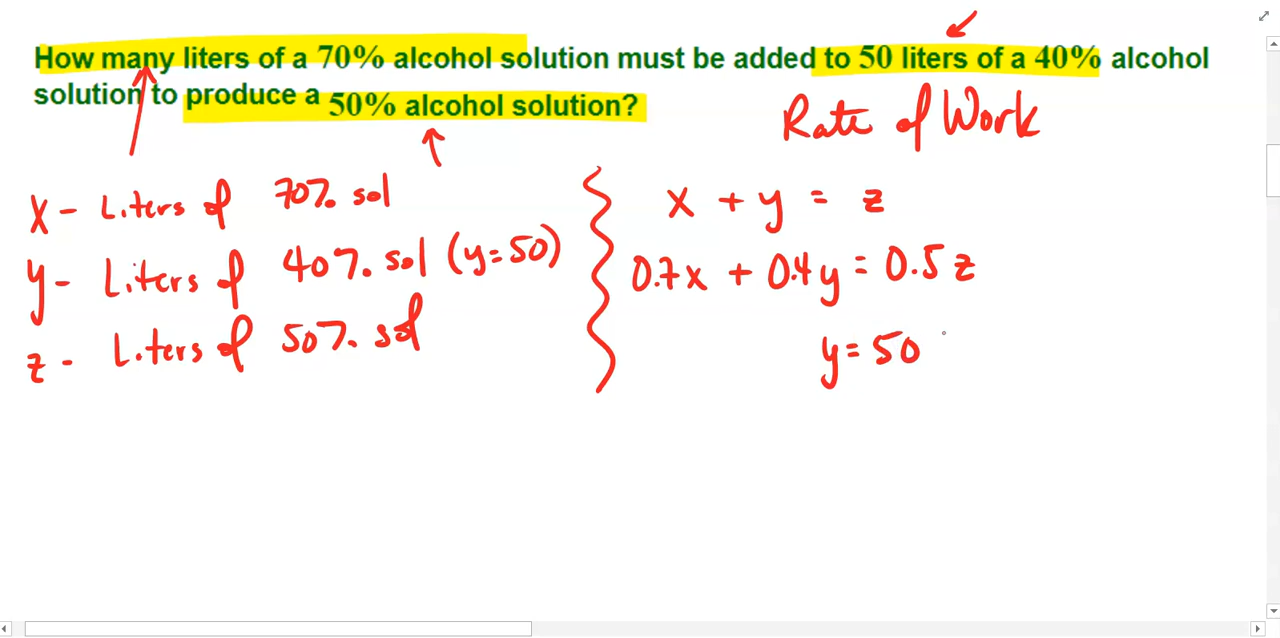 How many liters of a 70% alcohol solution must be added to 50 liters of a 40% alcohol
solution to produce a 50% alcohol solution?
Rate of Work
x - Liters of 70% sol
y - Liters of 40% sol (y=50)
z - Liters of 50% sol
x + y = z
0.7x + 0.4y = 0.5z
y = 50